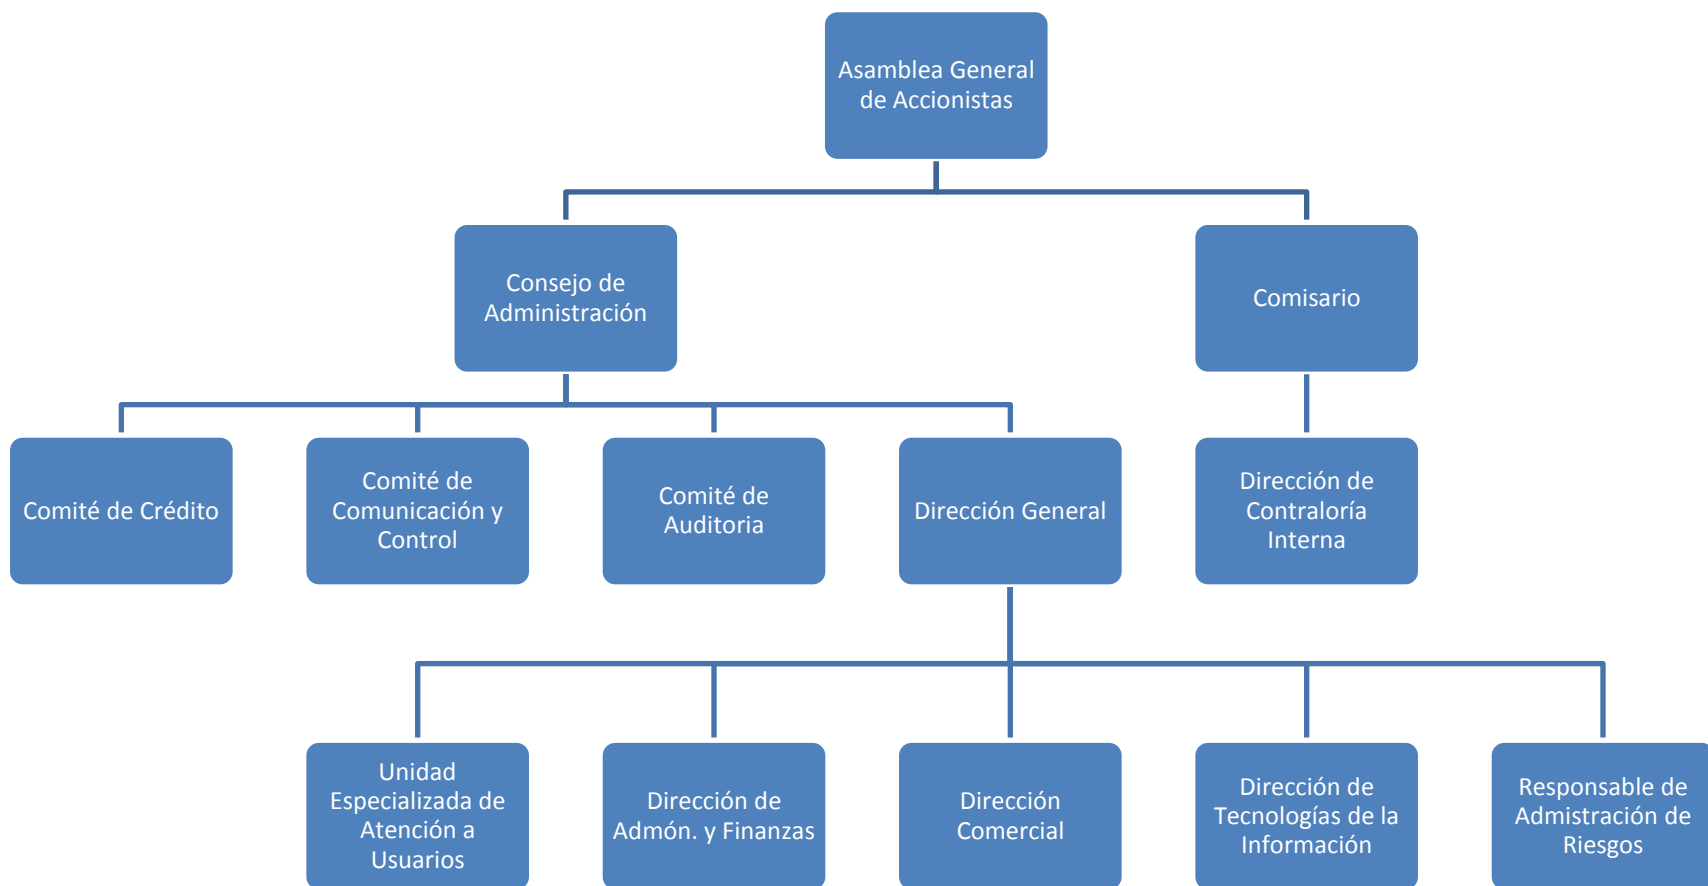 Asamblea General
de Accionistas
Consejo de
Administración
Comisario
Comité de Crédito
Comité de
Comunicación y
Control
Comité de
Auditoria
Dirección General
Dirección de
Contraloría
Interna
Unidad
Especializada de
Atención a
Usuarios
Dirección de
Admón. y Finanzas
Dirección
Comercial
Dirección de
Tecnologías de la
Información
Responsable de
Admistración de
Riesgos